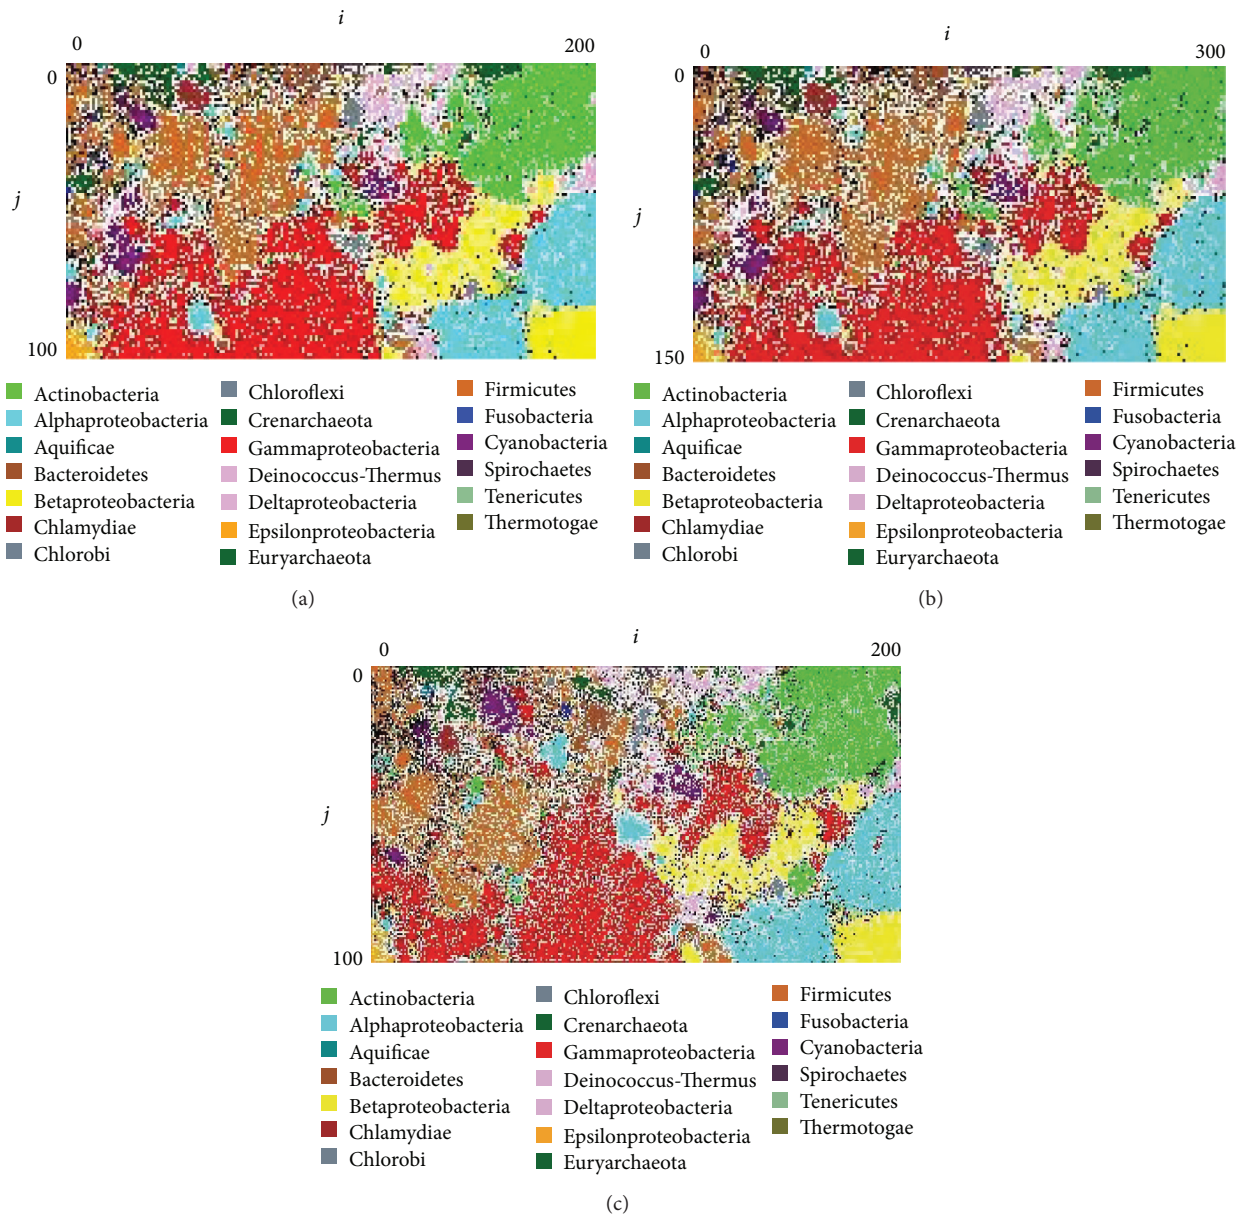 i
0 200
0
j
100
Actinobacteria
Alphaproteobacteria
Aquificae
Bacteroidetes
Betaproteobacteria
Chlamydiae
Chlorobi
Chloroflexi
Crenarchaeota
Gammaproteobacteria
Deinococcus-Thermus
Deltaproteobacteria
Epsilonproteobacteria
Euryarchaeota
Firmicutes
Fusobacteria
Cyanobacteria
Spirochaetes
Tenericutes
Thermotogae
(a)
i
0 300
0
j
150
Actinobacteria
Alphaproteobacteria
Aquificae
Bacteroidetes
Betaproteobacteria
Chlamydiae
Chlorobi
Chloroflexi
Crenarchaeota
Gammaproteobacteria
Deinococcus-Thermus
Deltaproteobacteria
Epsilonproteobacteria
Euryarchaeota
Firmicutes
Fusobacteria
Cyanobacteria
Spirochaetes
Tenericutes
Thermotogae
(b)
i
0 200
0
j
100
Actinobacteria
Alphaproteobacteria
Aquificae
Bacteroidetes
Betaproteobacteria
Chlamydiae
Chlorobi
Chloroflexi
Crenarchaeota
Gammaproteobacteria
Deinococcus-Thermus
Deltaproteobacteria
Epsilonproteobacteria
Euryarchaeota
Firmicutes
Fusobacteria
Cyanobacteria
Spirochaetes
Tenericutes
Thermotogae
(c)